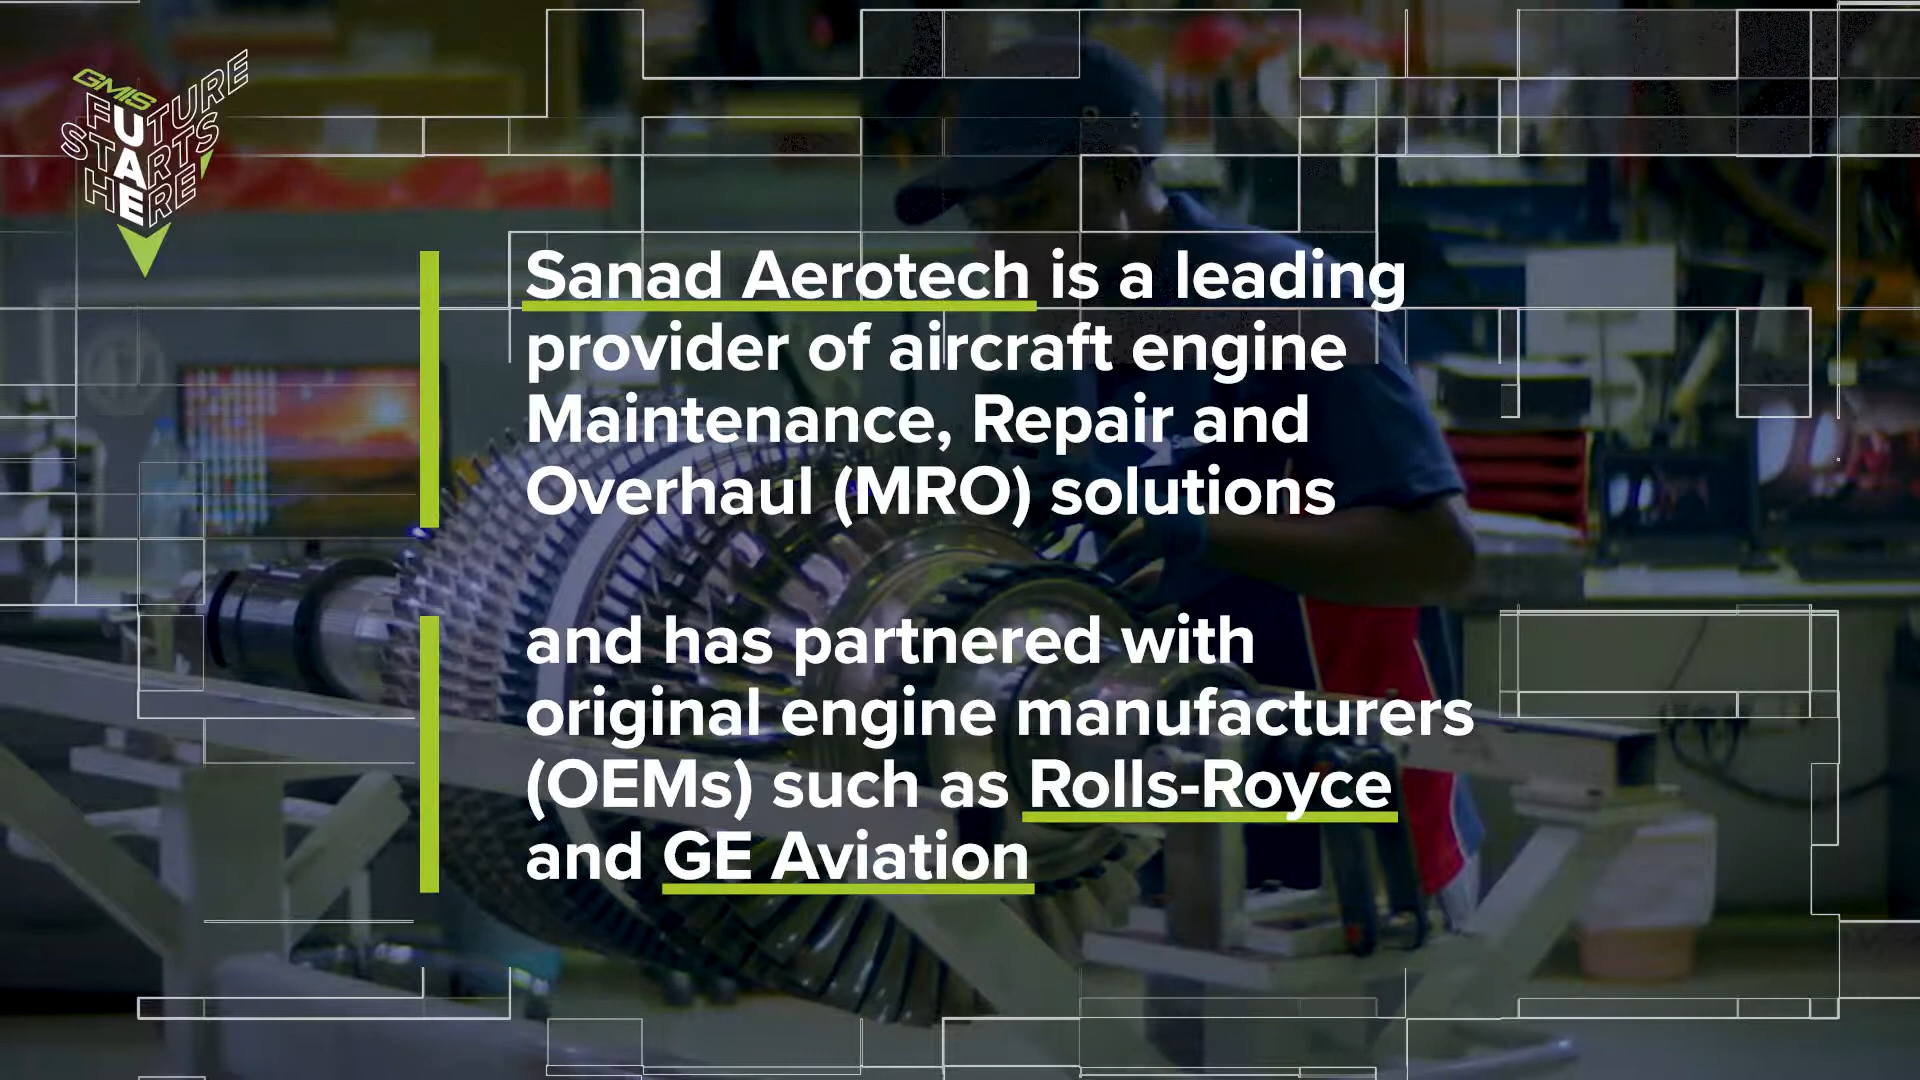 GMIS
FUTURE
STARTS
HERE
UAE
Sanad Aerotech is a leading
provider of aircraft engine
Maintenance, Repair and
Overhaul (MRO) solutions
and has partnered with
original engine manufacturers
(OEMs) such as Rolls-Royce
and GE Aviation